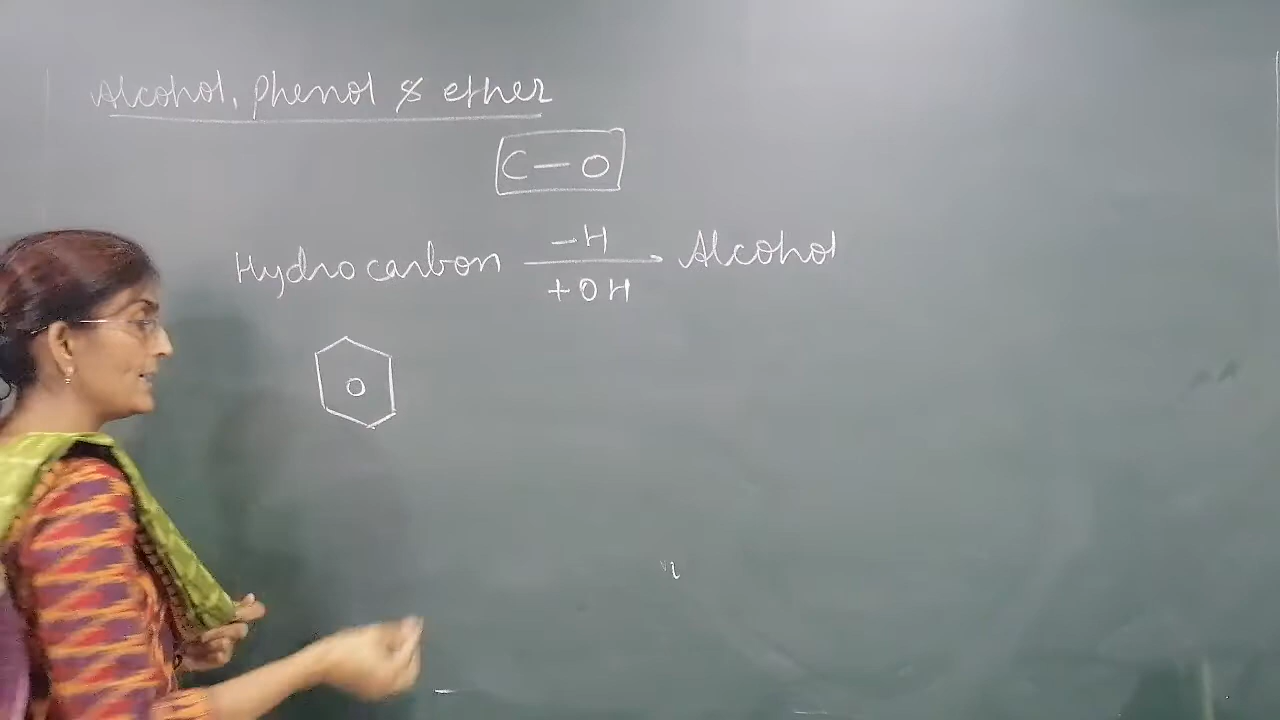 Alcohol, phenol & ether
C — O
Hydrocarbon —H +OH → Alcohol